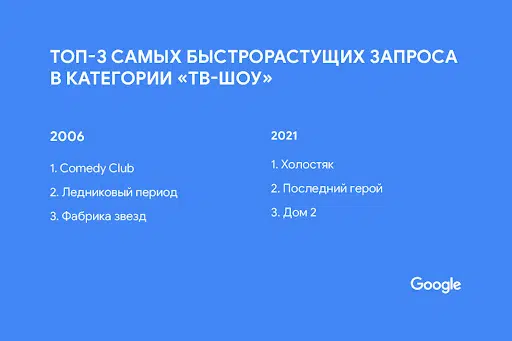 ТОП-3 САМЫХ БЫСТРОРАСТУЩИХ ЗАПРОСА
В КАТЕГОРИИ «ТВ-ШОУ»
2006
1. Comedy Club
2. Ледниковый период
3. Фабрика звезд
2021
1. Холостяк
2. Последний герой
3. Дом 2
Google